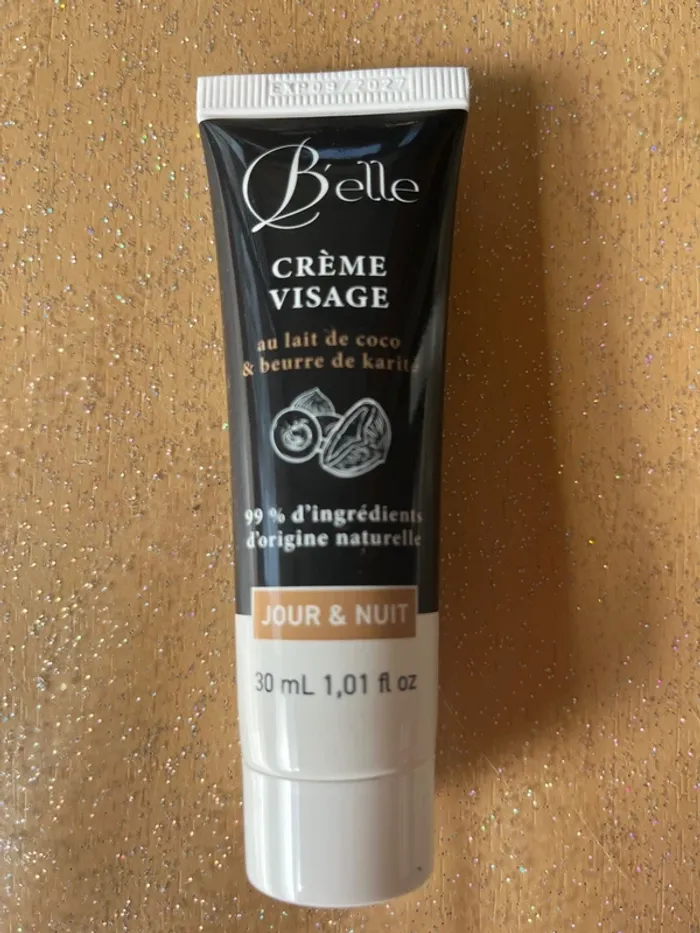 EXP 09/2027
B'elle
CRÈME
VISAGE
au lait de coco
& beurre de karité
99 % d'ingrédients
d'origine naturelle
JOUR & NUIT
30 mL 1,01 fl oz